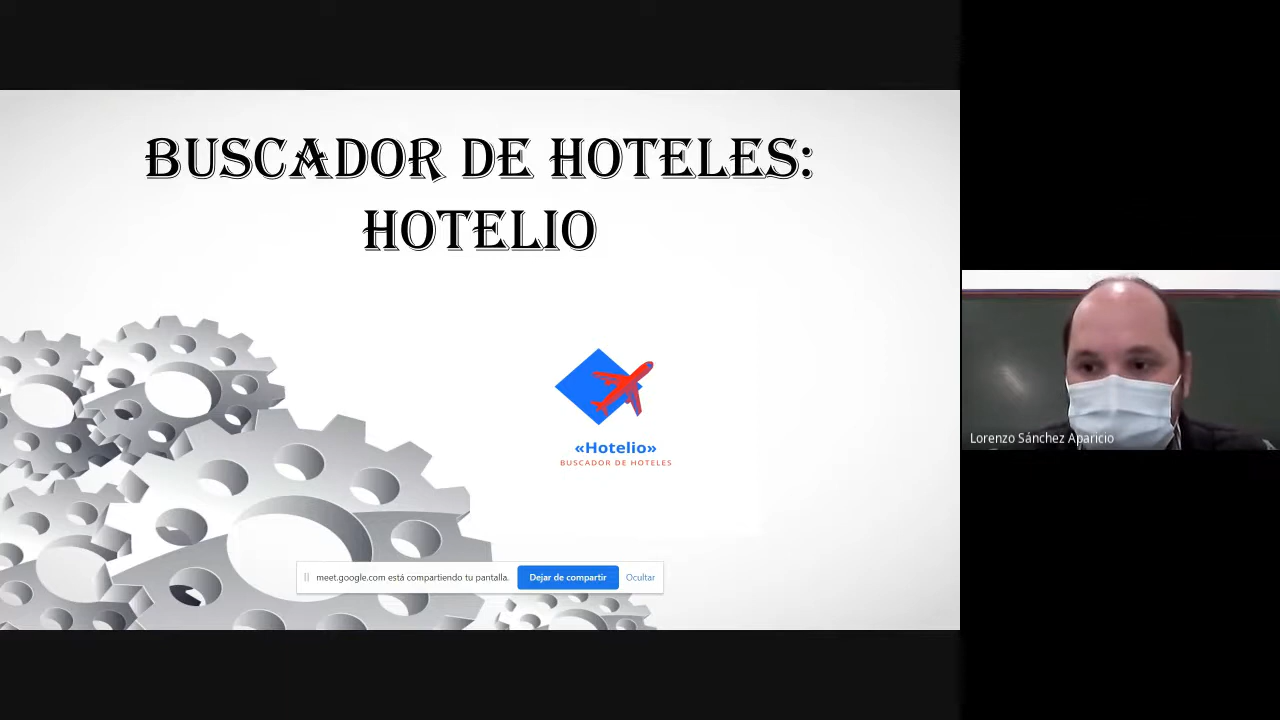 BUSCADOR DE HOTELES:
HOTELIO
«Hotelio»
BUSCADOR DE HOTELES
meet.google.com está compartiendo tu pantalla.
Dejar de compartir
Ocultar
Lorenzo Sánchez Aparicio